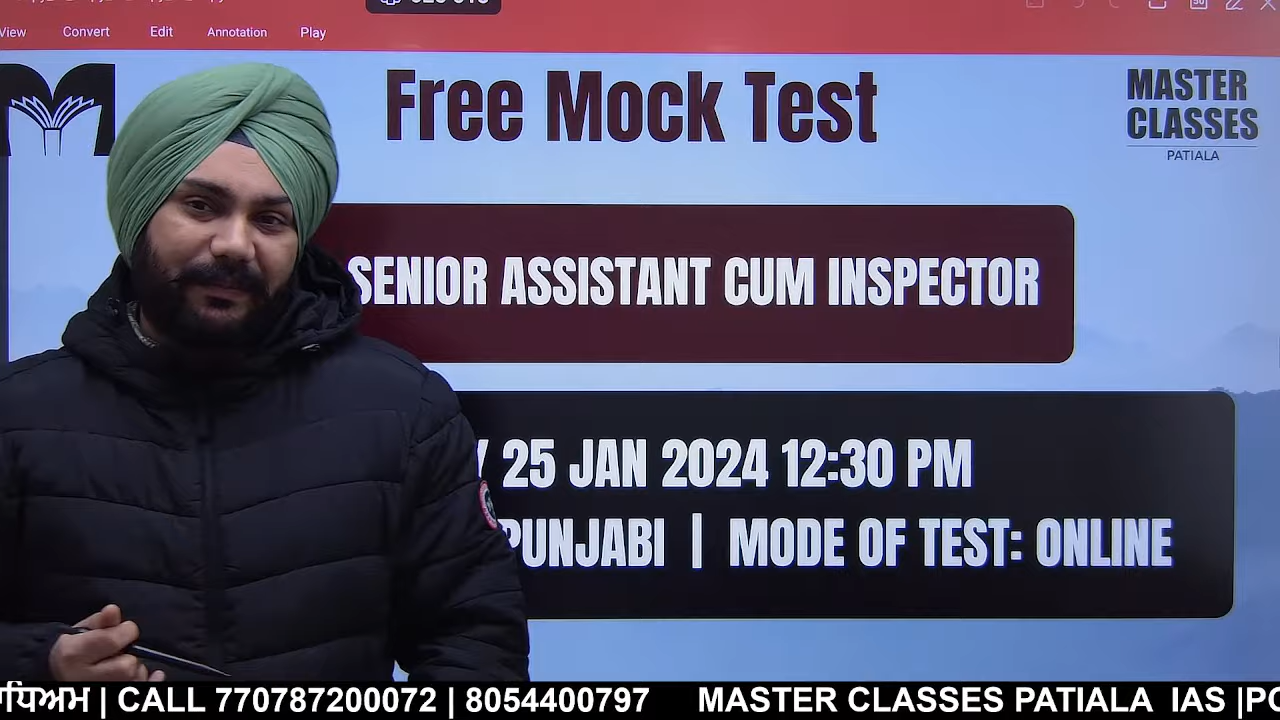 View Convert Edit Annotation Play
Free Mock Test
MASTER
CLASSES
PATIALA
SENIOR ASSISTANT CUM INSPECTOR
25 JAN 2024 12:30 PM
PUNJABI | MODE OF TEST: ONLINE
| CALL 770787200072 | 8054400797 MASTER CLASSES PATIALA IAS |